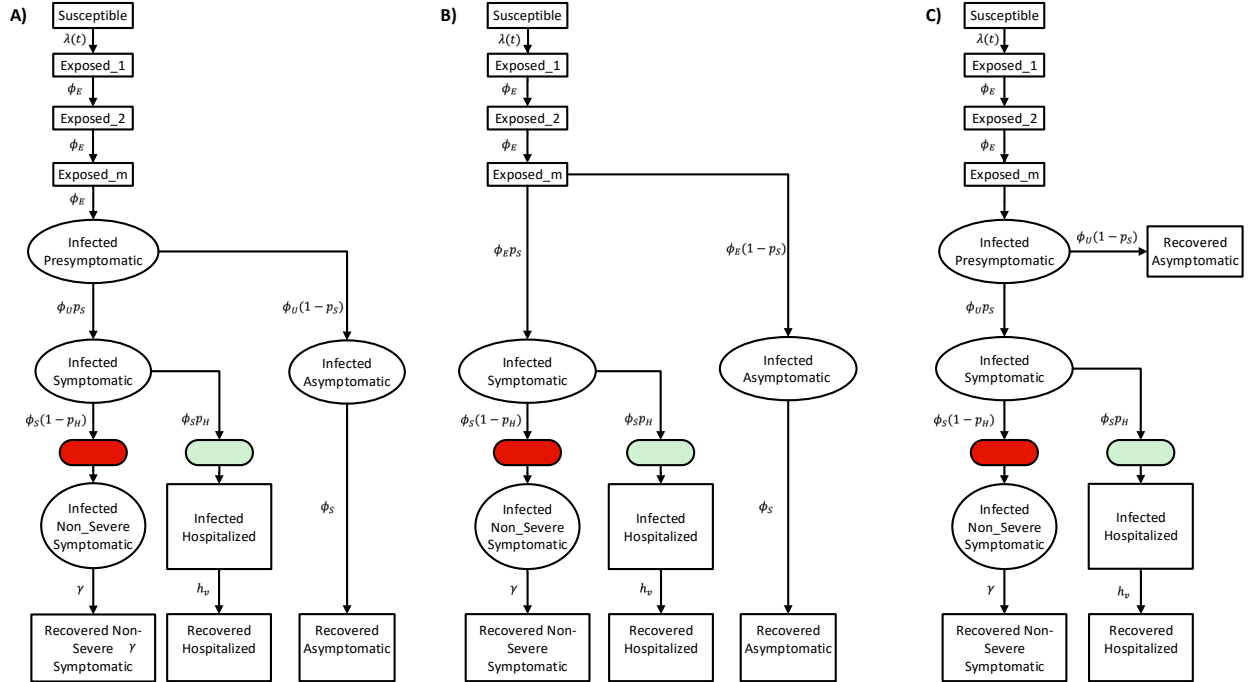 A)
Susceptible
λ(t)
Exposed_1
ϕ_E
Exposed_2
ϕ_E
Exposed_m
ϕ_E
Infected
Presymptomatic
ϕ_U p_S
ϕ_U(1−p_S)
Infected
Symptomatic
Infected
Asymptomatic
ϕ_S(1−p_H)
ϕ_S p_H
Infected
Non_Severe
Symptomatic
Infected
Hospitalized
ϕ_S
γ
h_v
Recovered Non-
Severe γ
Symptomatic
Recovered
Hospitalized
Recovered
Asymptomatic
B)
Susceptible
λ(t)
Exposed_1
ϕ_E
Exposed_2
ϕ_E
Exposed_m
ϕ_E p_S
ϕ_E(1−p_S)
Infected
Symptomatic
Infected
Asymptomatic
ϕ_S(1−p_H)
ϕ_S p_H
Infected
Non_Severe
Symptomatic
Infected
Hospitalized
ϕ_S
γ
h_v
Recovered Non-
Severe
Symptomatic
Recovered
Hospitalized
Recovered
Asymptomatic
C)
Susceptible
λ(t)
Exposed_1
ϕ_E
Exposed_2
ϕ_E
Exposed_m
Infected
Presymptomatic
ϕ_U(1−p_S)
Recovered
Asymptomatic
ϕ_U p_S
Infected
Symptomatic
ϕ_S(1−p_H)
ϕ_S p_H
Infected
Non_Severe
Symptomatic
Infected
Hospitalized
γ
h_v
Recovered Non-
Severe
Symptomatic
Recovered
Hospitalized